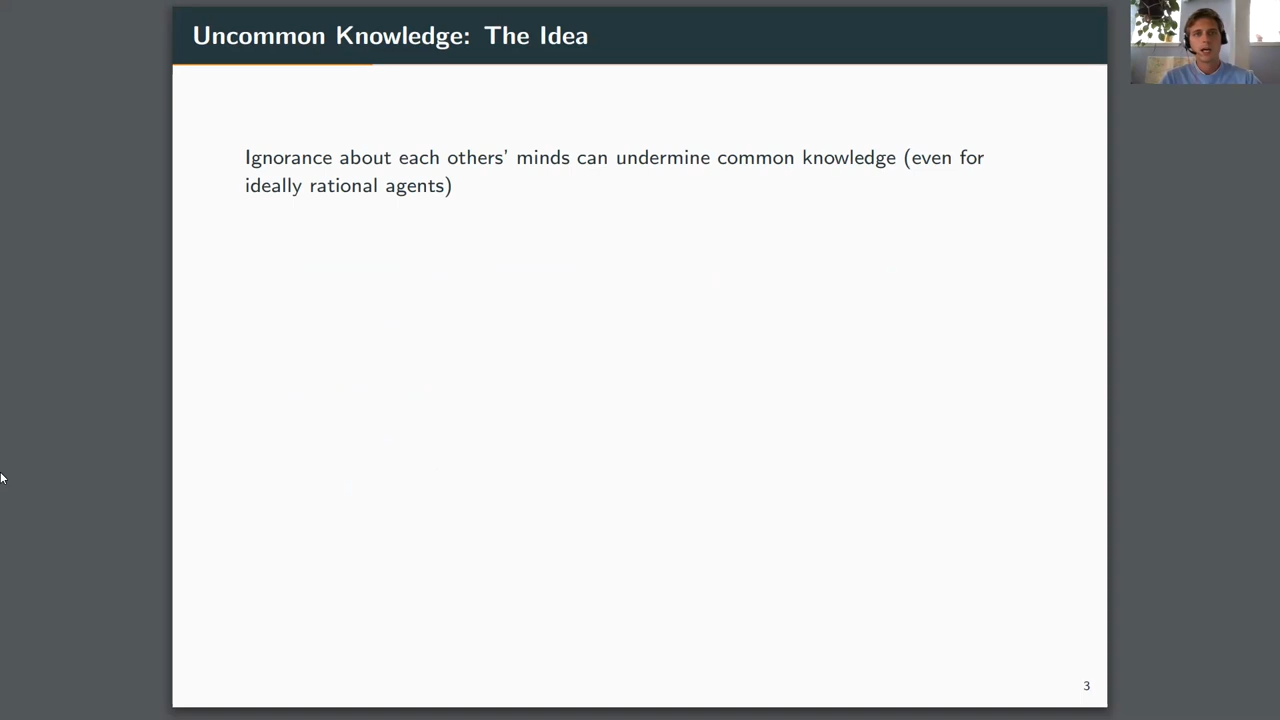 Uncommon Knowledge: The Idea
Ignorance about each others' minds can undermine common knowledge (even for
ideally rational agents)
3